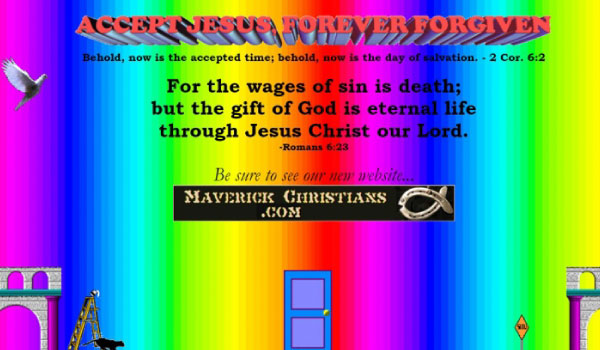 ACCEPT JESUS, FOREVER FORGIVEN
Behold, now is the accepted time; behold, now is the day of salvation. - 2 Cor. 6:2
For the wages of sin is death;
but the gift of God is eternal life
through Jesus Christ our Lord.
-Romans 6:23
Be sure to see our new website...
MAVERICK CHRISTIANS
.COM